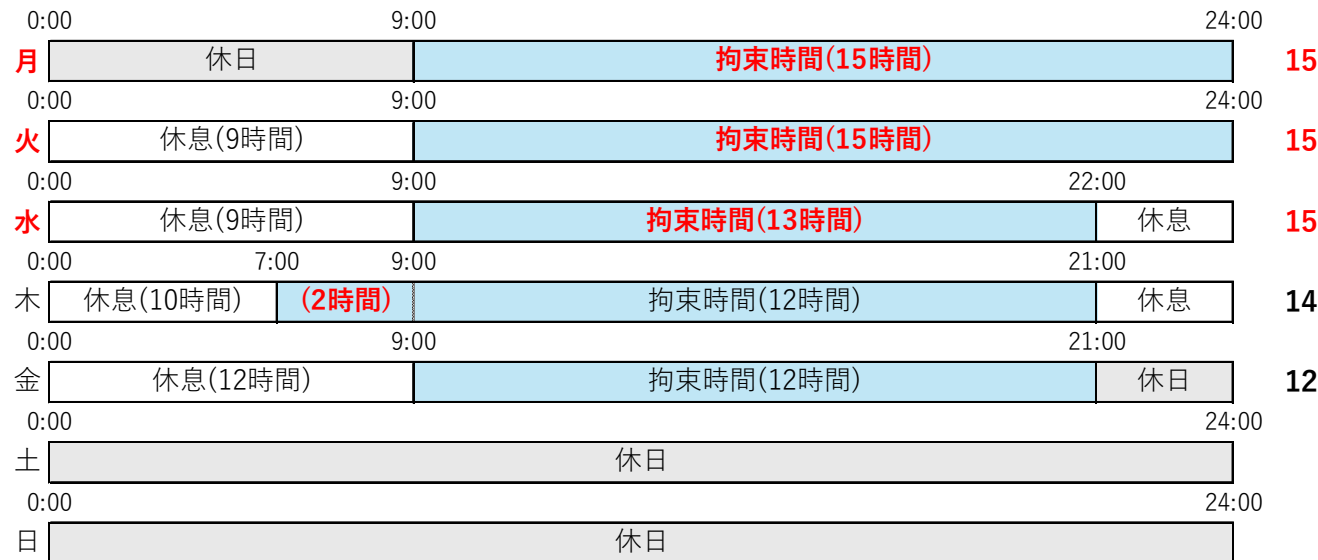 0:00 9:00 24:00
月 休日 拘束時間(15時間) 15
0:00 9:00 24:00
火 休息(9時間) 拘束時間(15時間) 15
0:00 9:00 22:00
水 休息(9時間) 拘束時間(13時間) 休息 15
0:00 7:00 9:00 21:00
木 休息(10時間) (2時間) 拘束時間(12時間) 休息 14
0:00 9:00 21:00
金 休息(12時間) 拘束時間(12時間) 休日 12
0:00 24:00
土 休日
0:00 24:00
日 休日